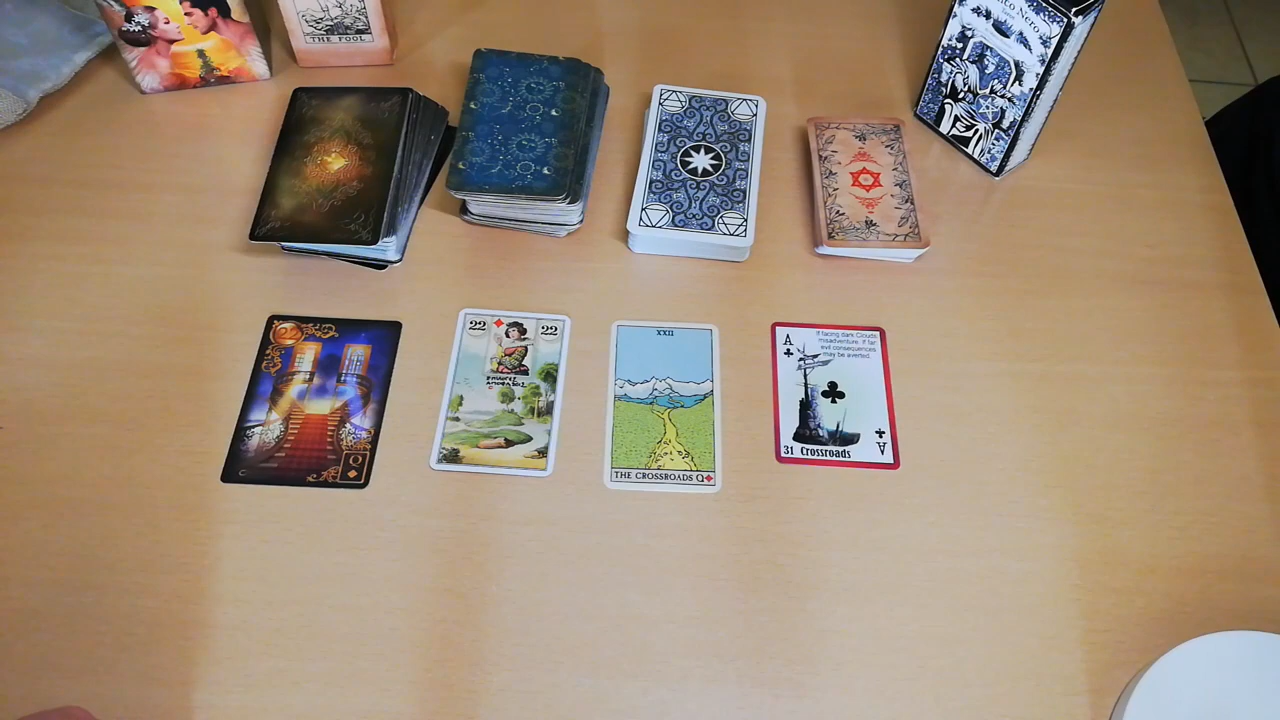 THE FOOL
22
Q
C
22
22
XXII
THE CROSSROADS Q
A
If facing dark Clouds:
misadventure. If far:
evil consequences
may be averted.
31 Crossroads
A